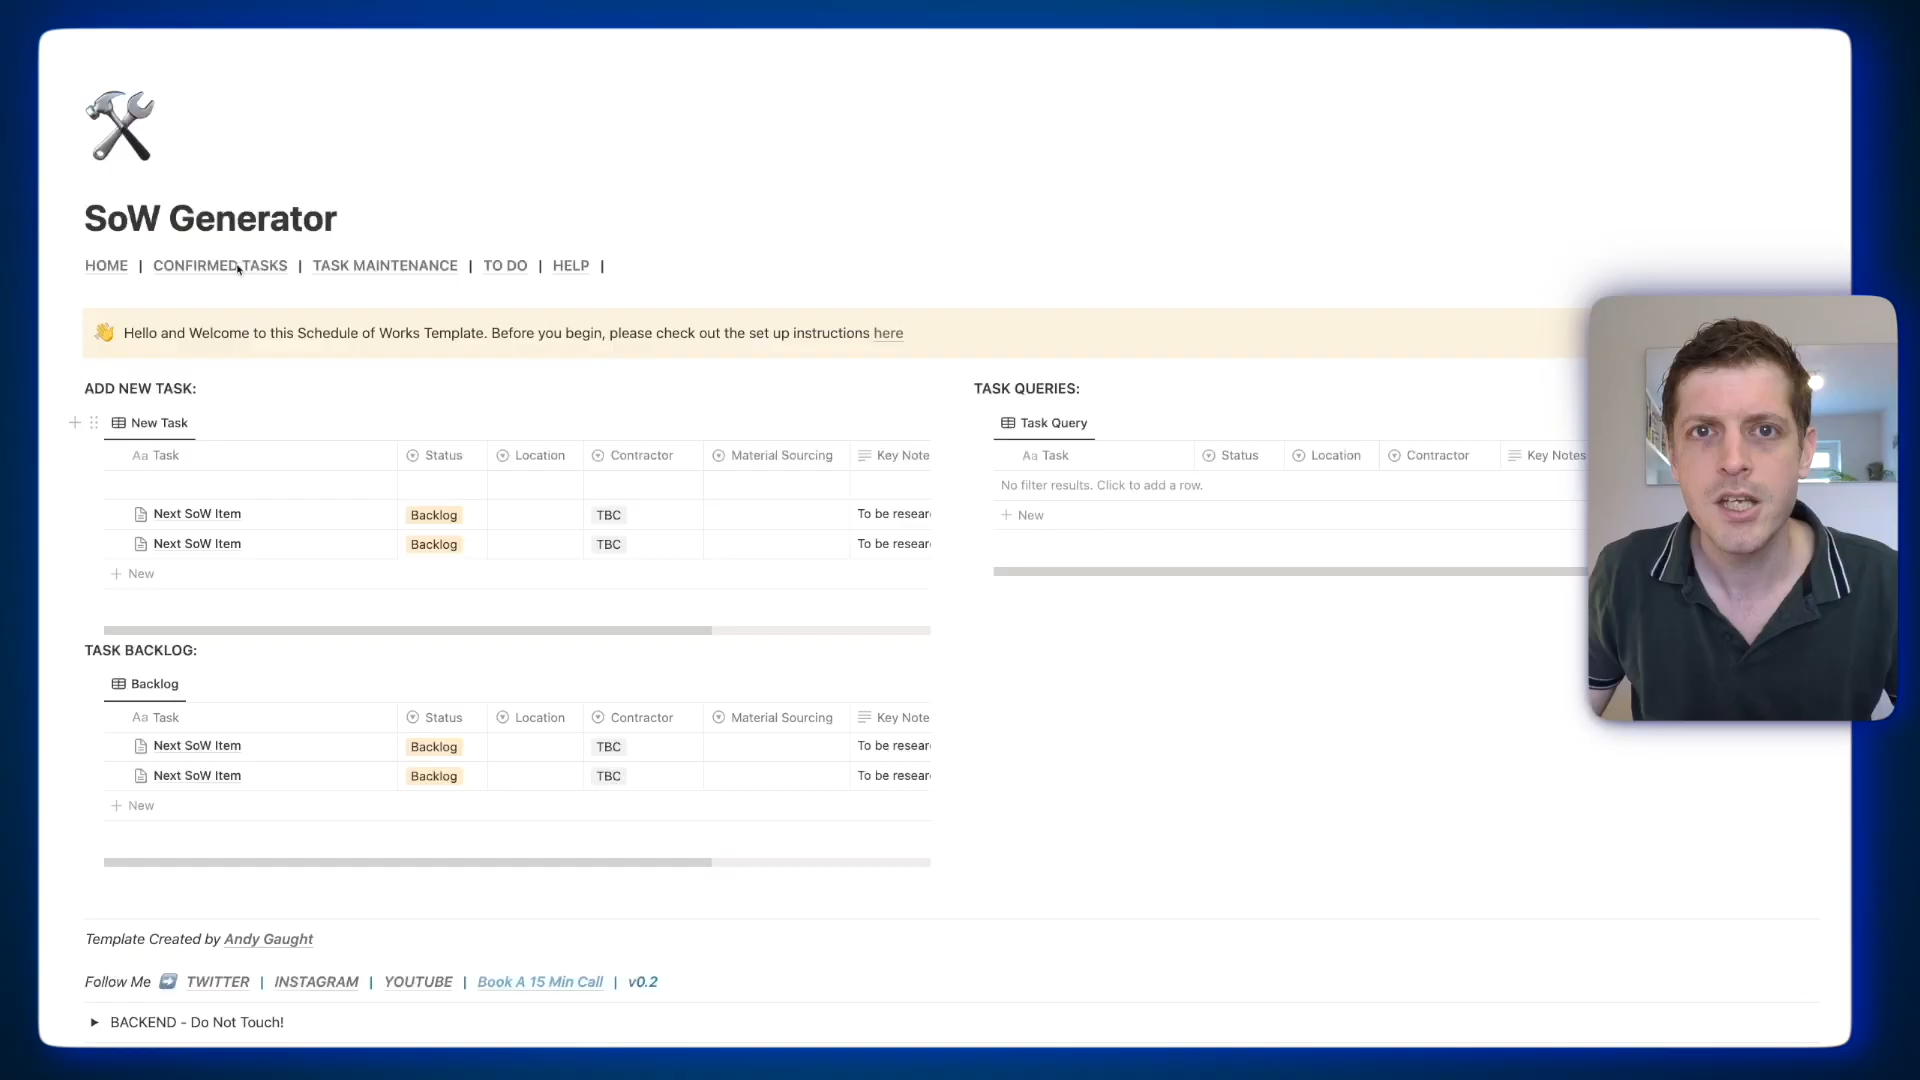 SoW Generator
HOME | CONFIRMED TASKS | TASK MAINTENANCE | TO DO | HELP |
👋 Hello and Welcome to this Schedule of Works Template. Before you begin, please check out the set up instructions here
ADD NEW TASK:
New Task
Aa Task Status Location Contractor Material Sourcing Key Note
Next SoW Item Backlog TBC To be resear
Next SoW Item Backlog TBC To be resear
+ New
TASK BACKLOG:
Backlog
Aa Task Status Location Contractor Material Sourcing Key Note
Next SoW Item Backlog TBC To be resear
Next SoW Item Backlog TBC To be resear
+ New
TASK QUERIES:
Task Query
Aa Task Status Location Contractor Key Notes
No filter results. Click to add a row.
+ New
Template Created by Andy Gaught
Follow Me ➡️ TWITTER | INSTAGRAM | YOUTUBE | Book A 15 Min Call | v0.2
BACKEND - Do Not Touch!